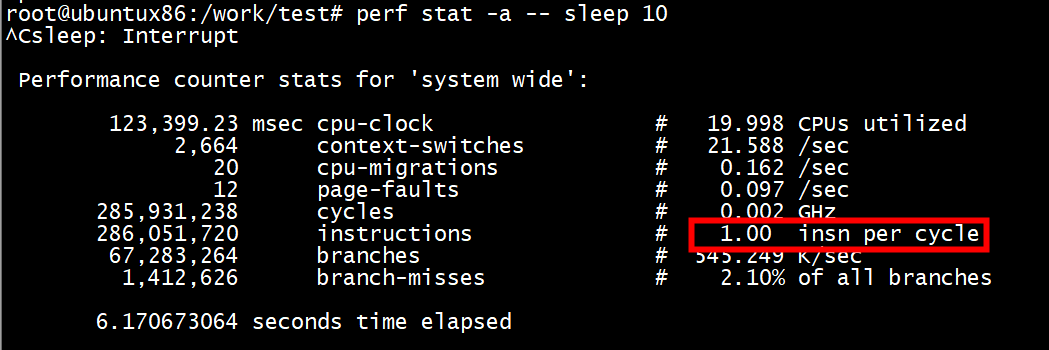 root@ubuntux86:/work/test# perf stat -a -- sleep 10
^Csleep: Interrupt
Performance counter stats for 'system wide':
123,399.23 msec cpu-clock # 19.998 CPUs utilized
2,664 context-switches # 21.588 /sec
20 cpu-migrations # 0.162 /sec
12 page-faults # 0.097 /sec
285,931,238 cycles # 0.002 GHz
286,051,720 instructions # 1.00 insn per cycle
67,283,264 branches # 545.249 K/sec
1,412,626 branch-misses # 2.10% of all branches
6.170673064 seconds time elapsed